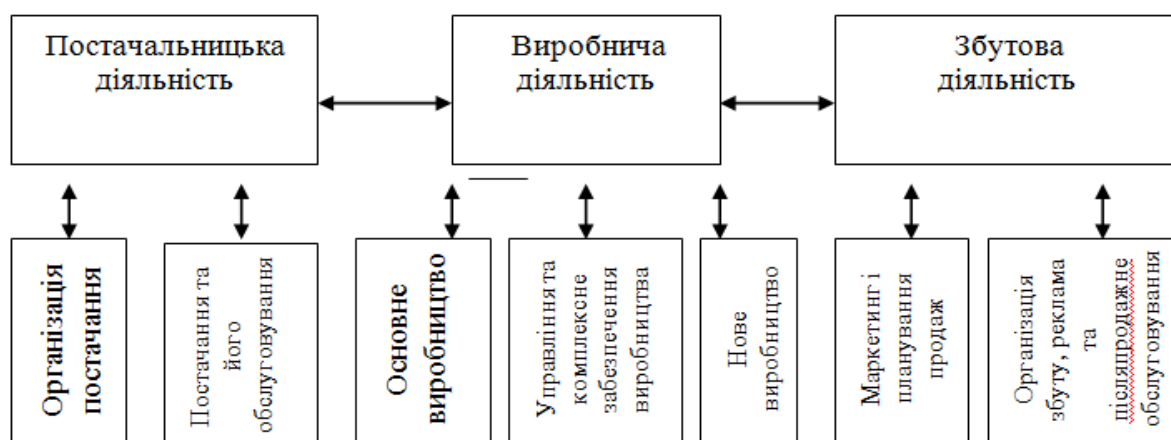 Постачальницька
діяльність
Виробнича
діяльність
Збутова
діяльність
Організація
постачання
Постачання та
його
обслуговування
Основне
виробництво
Управління та
комплексне
забезпечення
виробництва
Нове
виробництво
Маркетинг і
планування
продаж
Організація
збуту, реклама
та
післяпродажне
обслуговування